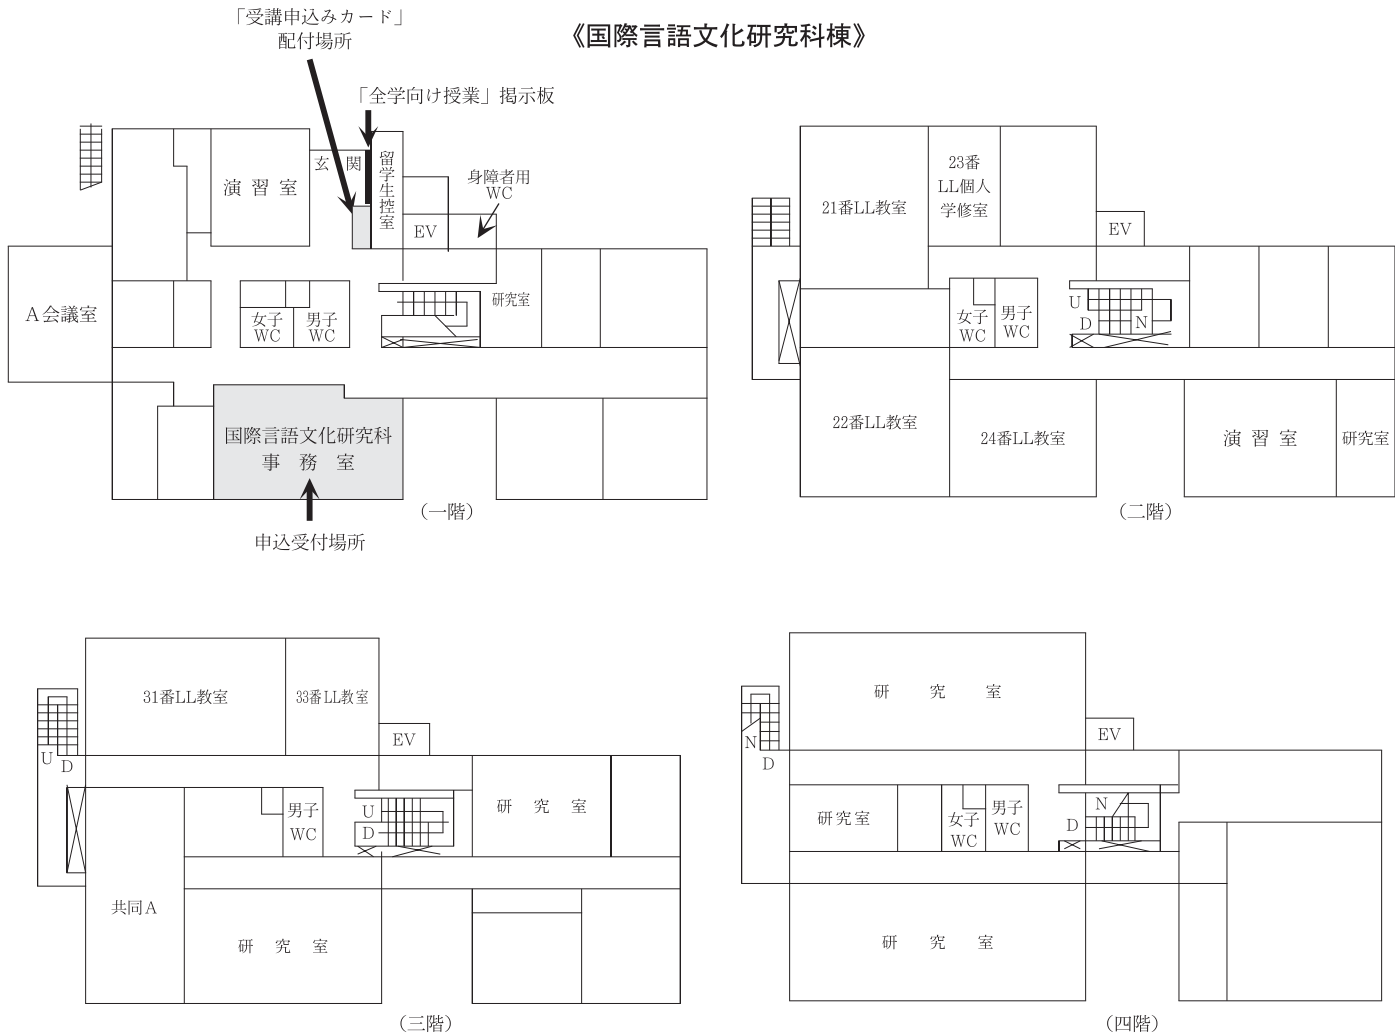 《国際言語文化研究科棟》
「受講申込みカード」
配付場所
「全学向け授業」掲示板
玄関
留学生控室
身障者用
WC
演習室
EV
A会議室
女子
WC
男子
WC
研究室
国際言語文化研究科
事務室
申込受付場所
（一階）
21番LL教室
23番
LL個人
学修室
EV
女子
WC
男子
WC
U
D
N
22番LL教室
24番LL教室
演習室
研究室
（二階）
31番LL教室
33番LL教室
EV
U
D
男子
WC
U
D
研究室
共同A
研究室
（三階）
研究室
EV
N
D
研究室
女子
WC
男子
WC
N
D
研究室
（四階）